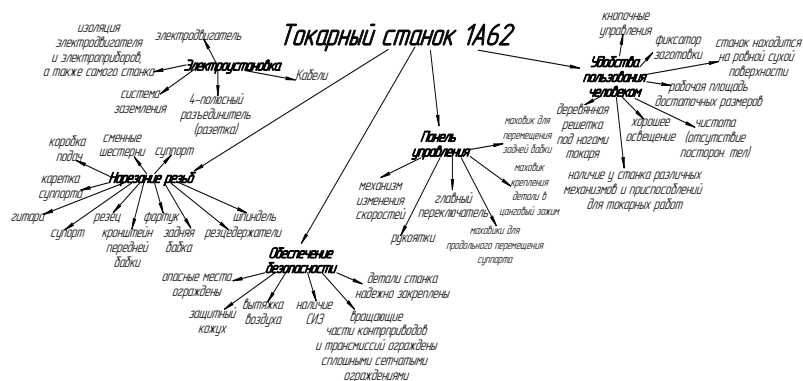 Токарный станок 1А62
изоляция
электродвигателя
и электроприборов,
а также самого станка
электродвигатель
Электроустановка
Кабели
система
заземления
4-полюсный
разъединитель
(разетка)
кнопочные
управления
фиксатор
заготовки
станок находится
на ровной сухой
поверхности
Удобства
пользования
человеком
рабочая площадь
достаточных размеров
деревянная
решетка
под ногами
токаря
хорошее
освещение
чистота
(отсутствие
посторон. тел)
наличие у станка различных
механизмов и приспособлений
для токарных работ
Панель
управления
маховик для
перемещения
задней бабки
маховик
крепления
детали в
цанговый зажим
механизм
изменения
скоростей
главный
переключатель
рукоятки
маховики для
продольного перемещения
суппорта
коробка
подач
сменные
шестерни
суппорт
Нарезание резьб
каретка
суппорта
гитара
супорт
резец
кронштейн
передней
бабки
фартук
задняя
бабка
шпиндель
резцедержатели
Обеспечение
безопасности
опасные места
ограждены
защитный
кожух
вытяжка
воздуха
наличие
СИЗ
детали станка
надежно закреплены
вращающие
части контрприводов
и трансмиссий ограждены
сплошными сетчатыми
ограждениями